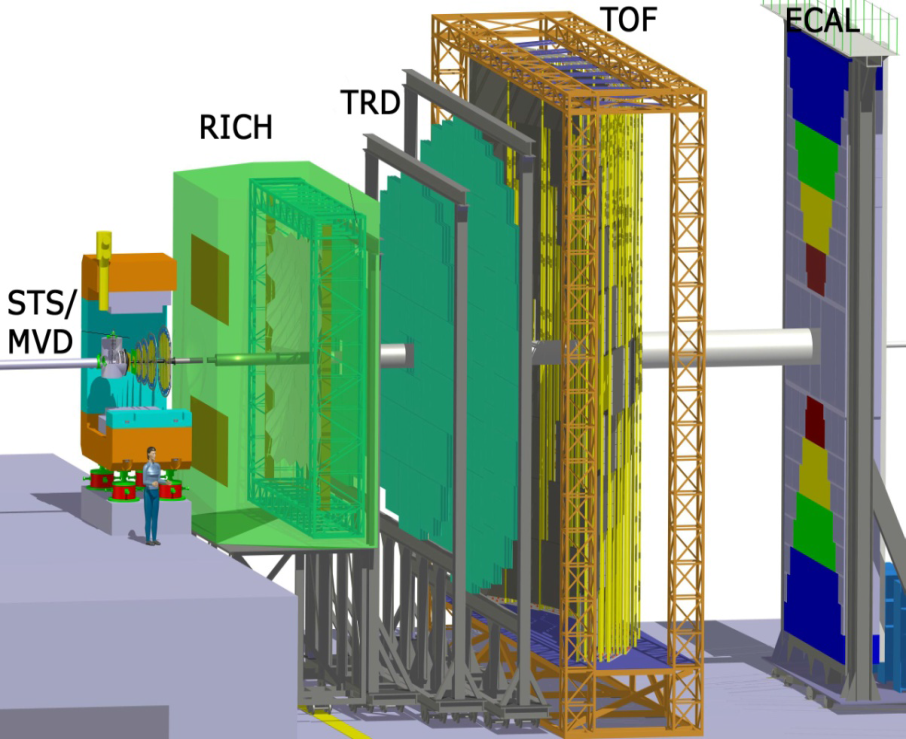 STS/
MVD
RICH
TRD
TOF
ECAL